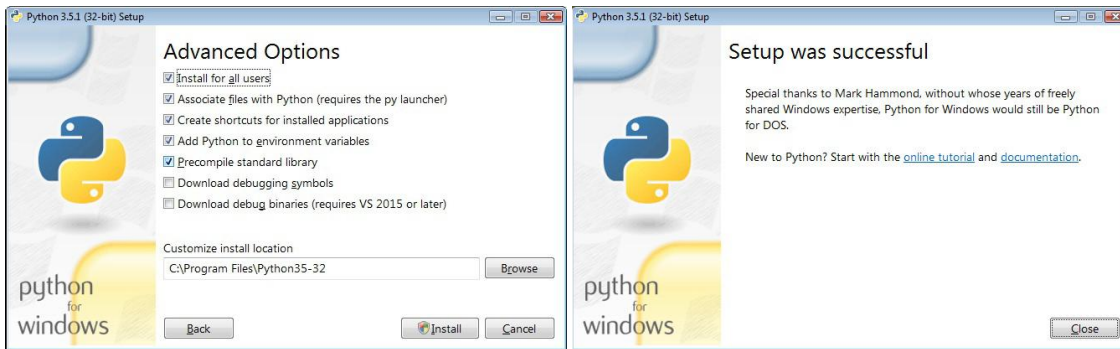 Python 3.5.1 (32-bit) Setup
Advanced Options
Install for all users
Associate files with Python (requires the py launcher)
Create shortcuts for installed applications
Add Python to environment variables
Precompile standard library
Download debugging symbols
Download debug binaries (requires VS 2015 or later)
Customize install location
C:\Program Files\Python35-32
Browse
python
for
windows
Back
Install
Cancel
Python 3.5.1 (32-bit) Setup
Setup was successful
Special thanks to Mark Hammond, without whose years of freely
shared Windows expertise, Python for Windows would still be Python
for DOS.
New to Python? Start with the online tutorial and documentation.
python
for
windows
Close